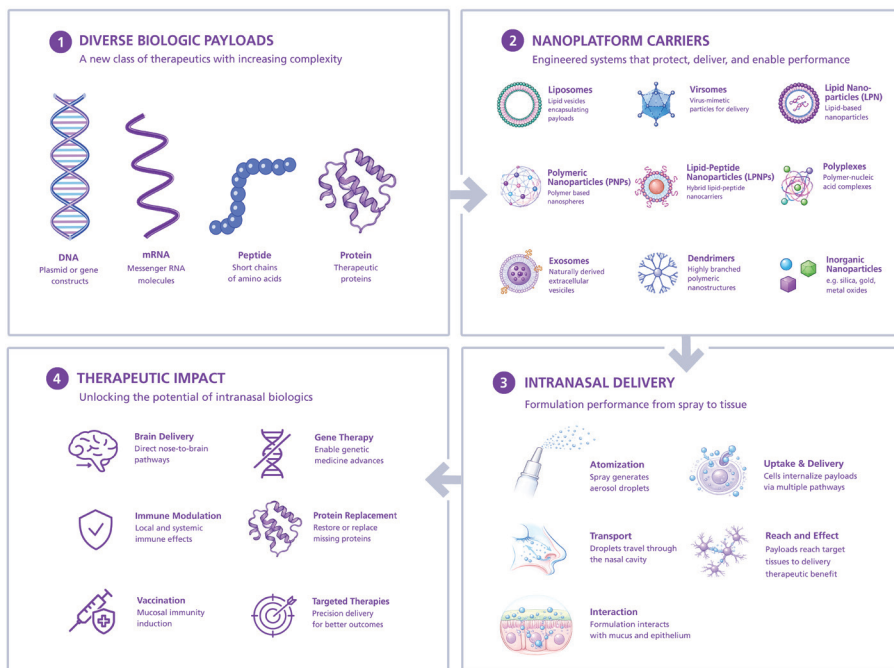 1 DIVERSE BIOLOGIC PAYLOADS
A new class of therapeutics with increasing complexity
DNA
Plasmid or gene
constructs
mRNA
Messenger RNA
molecules
Peptide
Short chains
of amino acids
Protein
Therapeutic
proteins
2 NANOPLATFORM CARRIERS
Engineered systems that protect, deliver, and enable performance
Liposomes
Lipid vesicles
encapsulating
payloads
Virsomes
Virus-mimetic
particles for delivery
Lipid Nano-
particles (LPN)
Lipid-based
nanoparticles
Polymeric
Nanoparticles (PNPs)
Polymer based
nanospheres
Lipid-Peptide
Nanoparticles (LPNPs)
Hybrid lipid-peptide
nanocarriers
Polyplexes
Polymer-nucleic
acid complexes
Exosomes
Naturally derived
extracellular
vesiciles
Dendrimers
Highly branched
polymeric
nanostructures
Inorganic
Nanoparticles
e.g. silica, gold,
metal oxides
3 INTRANASAL DELIVERY
Formulation performance from spray to tissue
Atomization
Spray generates
aerosol droplets
Uptake & Delivery
Cells internalize payloads
via multiple pathways
Transport
Droplets travel through
the nasal cavity
Reach and Effect
Payloads reach target
tissues to delivery
therapeutic benefit
Interaction
Formulation interacts
with mucus and epithelium
4 THERAPEUTIC IMPACT
Unlocking the potential of intranasal biologics
Brain Delivery
Direct nose-to-brain
pathways
Gene Therapy
Enable genetic
medicine advances
Immune Modulation
Local and systemic
immune effects
Protein Replacement
Restore or replace
missing proteins
Vaccination
Mucosal immunity
induction
Targeted Therapies
Precision delivery
for better outcomes